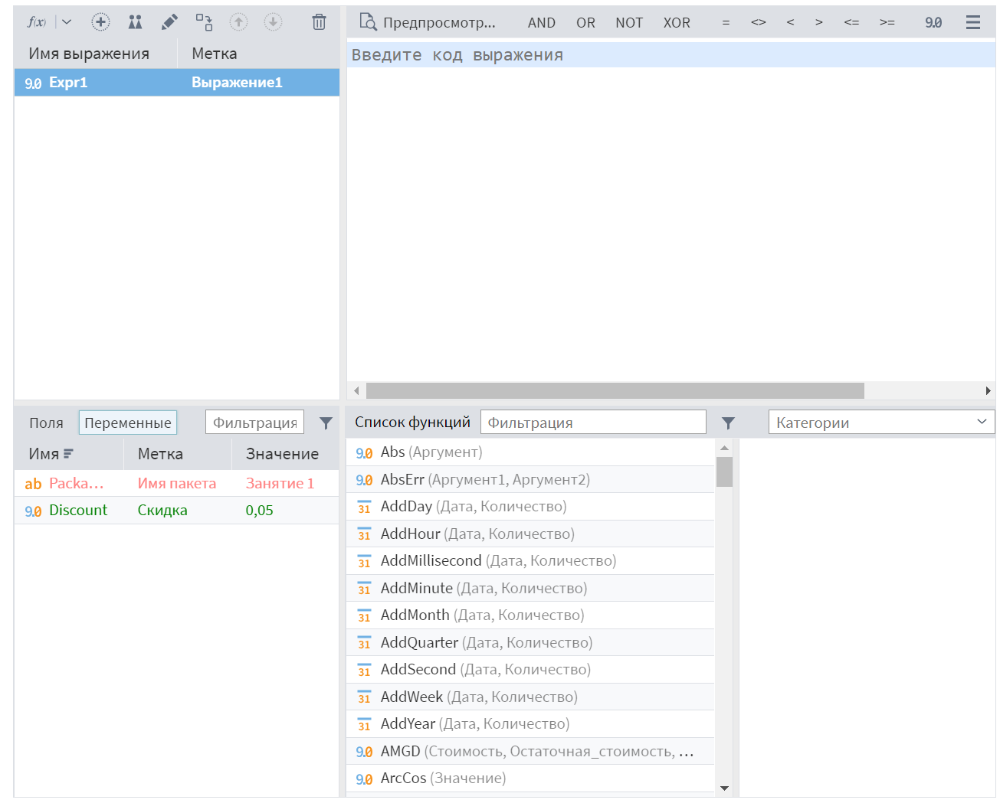 f(x)
Предпросмотр... AND OR NOT XOR = <> < > <= >= 9.0
Имя выражения Метка
Введите код выражения
9.0 Expr1 Выражение1
Поля Переменные Фильтрация
Список функций Фильтрация Категории
Имя Метка Значение
ab Packa... Имя пакета Занятие 1
9.0 Discount Скидка 0,05
9.0 Abs (Аргумент)
9.0 AbsErr (Аргумент1, Аргумент2)
31 AddDay (Дата, Количество)
31 AddHour (Дата, Количество)
31 AddMillisecond (Дата, Количество)
31 AddMinute (Дата, Количество)
31 AddMonth (Дата, Количество)
31 AddQuarter (Дата, Количество)
31 AddSecond (Дата, Количество)
31 AddWeek (Дата, Количество)
31 AddYear (Дата, Количество)
9.0 AMGD (Стоимость, Остаточная_стоимость, ...
9.0 ArcCos (Значение)